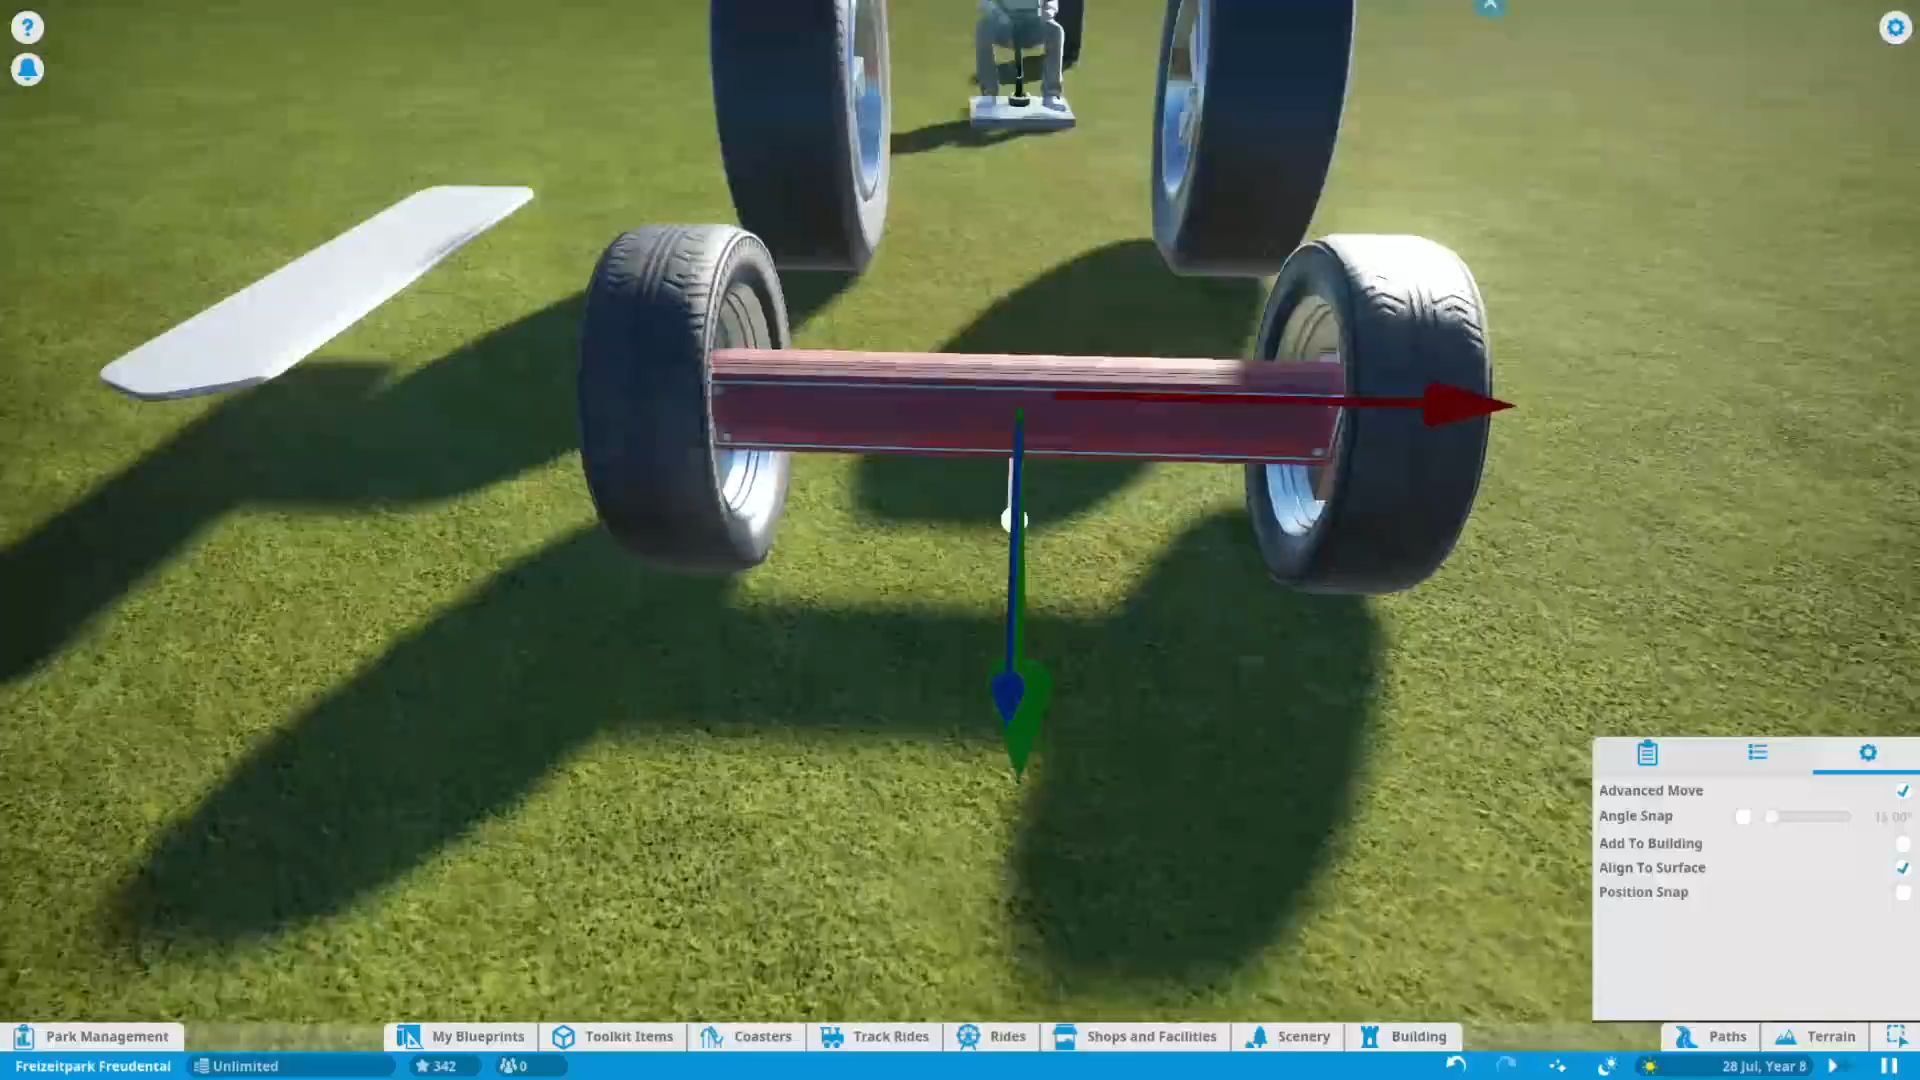 ?
Advanced Move
Angle Snap 15.00°
Add To Building
Align To Surface
Position Snap
Park Management My Blueprints Toolkit Items Coasters Track Rides Rides Shops and Facilities Scenery Building Paths Terrain
Freizeitpark Freudental Unlimited 342 0 28 Jul, Year 8